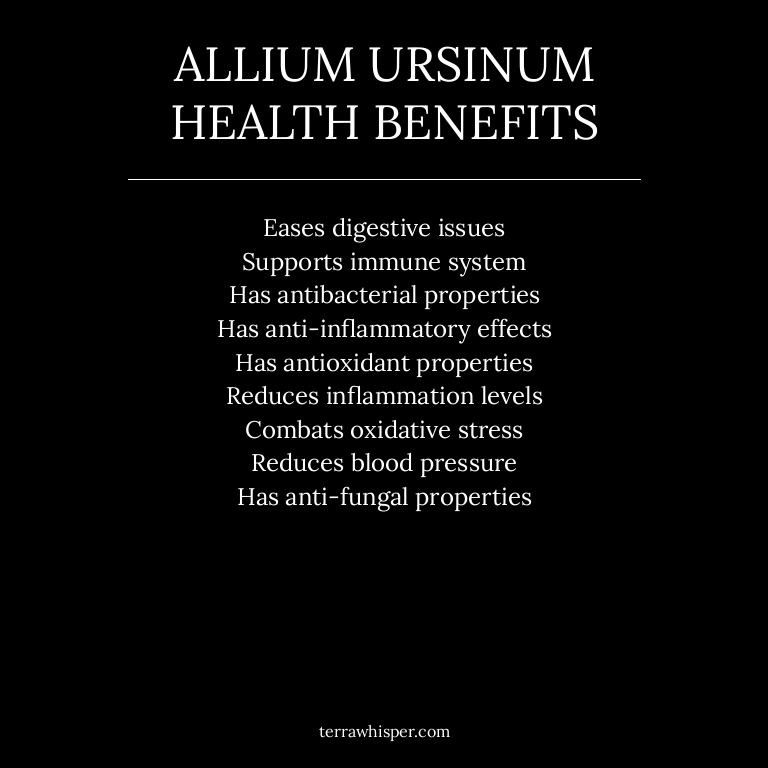 ALLIUM URSINUM
HEALTH BENEFITS
Eases digestive issues
Supports immune system
Has antibacterial properties
Has anti-inflammatory effects
Has antioxidant properties
Reduces inflammation levels
Combats oxidative stress
Reduces blood pressure
Has anti-fungal properties
terrawhisper.com